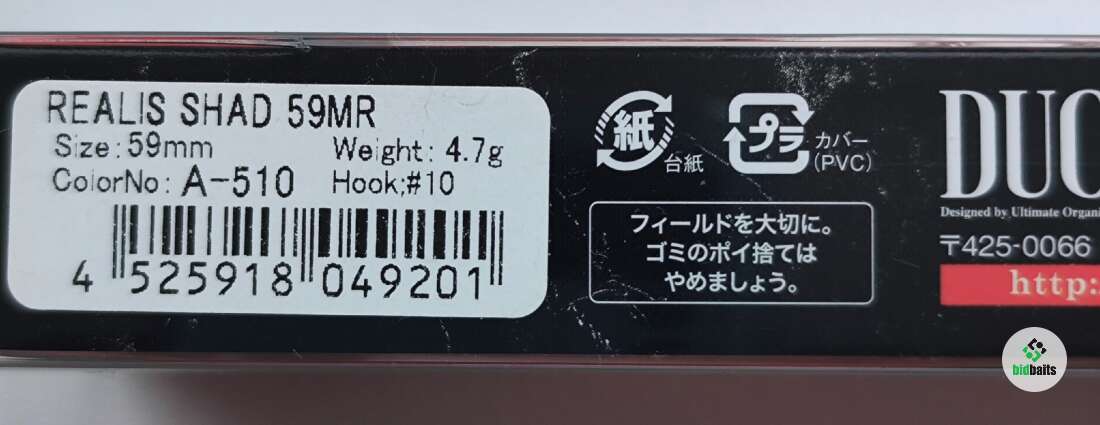 REALIS SHAD 59MR
Size:59mm Weight: 4.7g
ColorNo: A-510 Hook;#10
4 525918 049201
紙 台紙
プラ カバー
(PVC)
フィールドを大切に。
ゴミのポイ捨ては
やめましょう。
DUC
Designed by Ultimate Organi
〒425-0066
http:
bidbaits